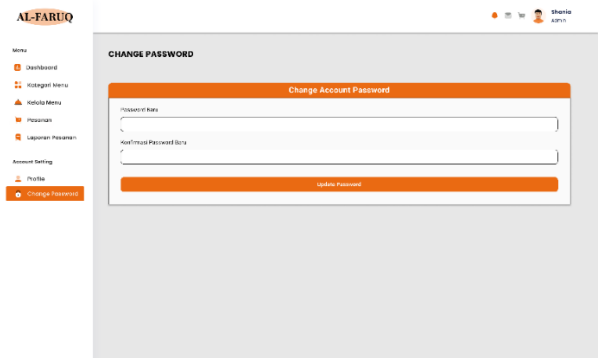 AL-FARUQ
Shania
Admin
Menu
Dashboard
Kategori Menu
Kelola Menu
Pesanan
Laporan Pesanan
Account Setting
Profile
Change Password
CHANGE PASSWORD
Change Account Password
Password Baru
Konfirmasi Password Baru
Update Password